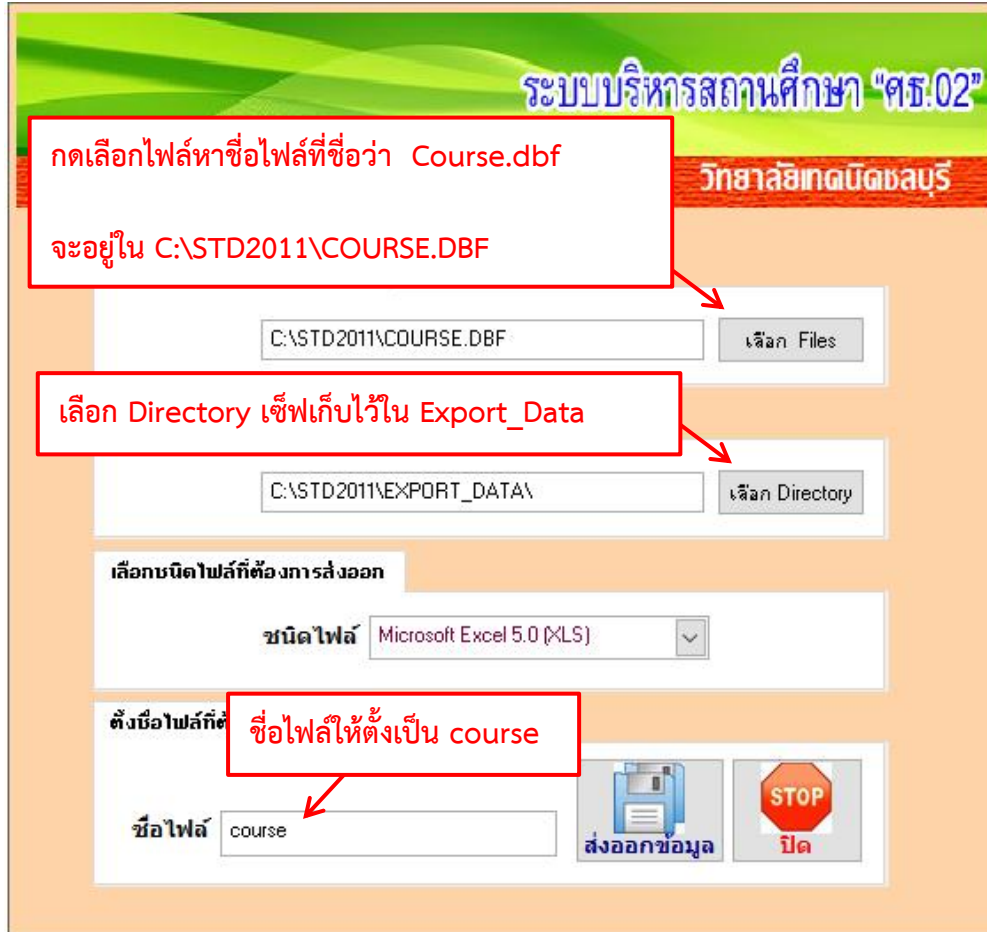 ระบบบริหารสถานศึกษา "ศธ.02"
วิทยาลัยเทคนิคชลบุรี
กดเลือกไฟล์หาชื่อไฟล์ที่ชื่อว่า Course.dbf
จะอยู่ใน C:\STD2011\COURSE.DBF
C:\STD2011\COURSE.DBF
เลือก Files
เลือก Directory เซ็ฟเก็บไว้ใน Export_Data
C:\STD2011\EXPORT_DATA\
เลือก Directory
เลือกชนิดไฟล์ที่ต้องการส่งออก
ชนิดไฟล์ Microsoft Excel 5.0 (XLS)
ตั้งชื่อไฟล์ที่
ชื่อไฟล์ให้ตั้งเป็น course
ชื่อไฟล์ course
STOP
ส่งออกข้อมูล
ปิด